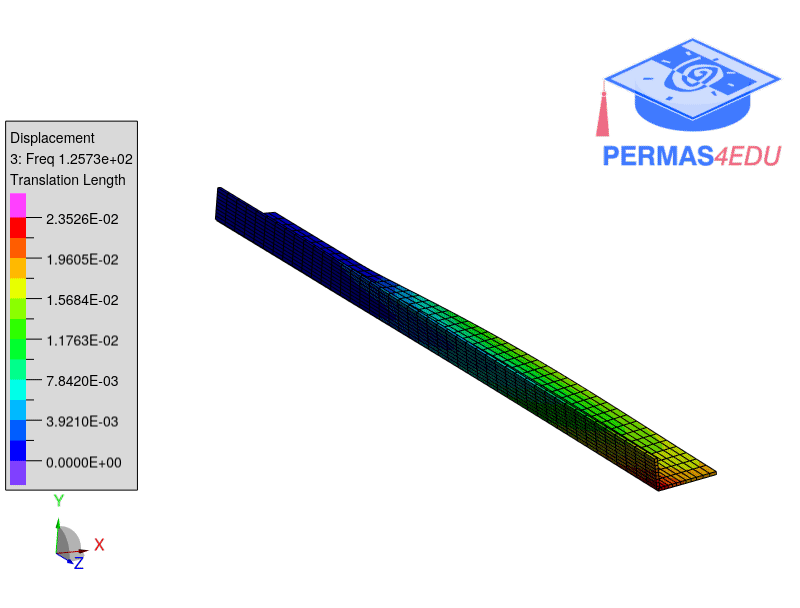 PERMAS4EDU
Displacement
3: Freq 1.2573e+02
Translation Length
2.3526E-02
1.9605E-02
1.5684E-02
1.1763E-02
7.8420E-03
3.9210E-03
0.0000E+00
Y
X
Z